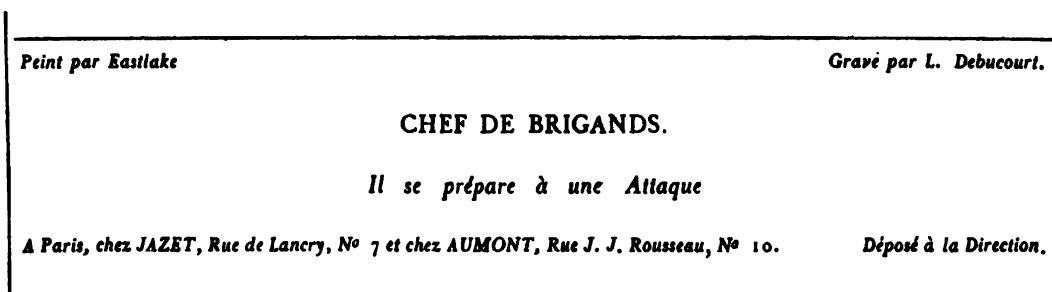 Peint par Eastlake Gravé par L. Debucourt.
CHEF DE BRIGANDS.
Il se prépare à une Attaque
A Paris, chez JAZET, Rue de Lancry, Nº 7 et chez AUMONT, Rue J. J. Rousseau, Nº 10. Déposé à la Direction.